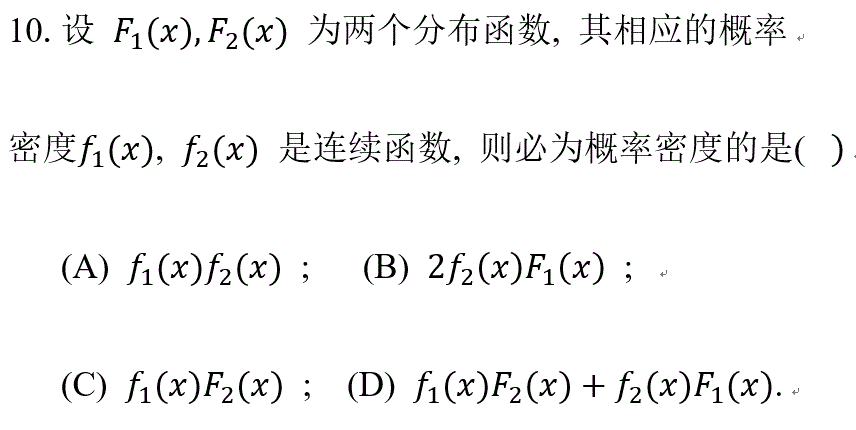 10. 设 F₁(x), F₂(x) 为两个分布函数, 其相应的概率
密度f₁(x), f₂(x) 是连续函数, 则必为概率密度的是( ).
(A) f₁(x)f₂(x) ; (B) 2f₂(x)F₁(x) ;
(C) f₁(x)F₂(x) ; (D) f₁(x)F₂(x) + f₂(x)F₁(x).